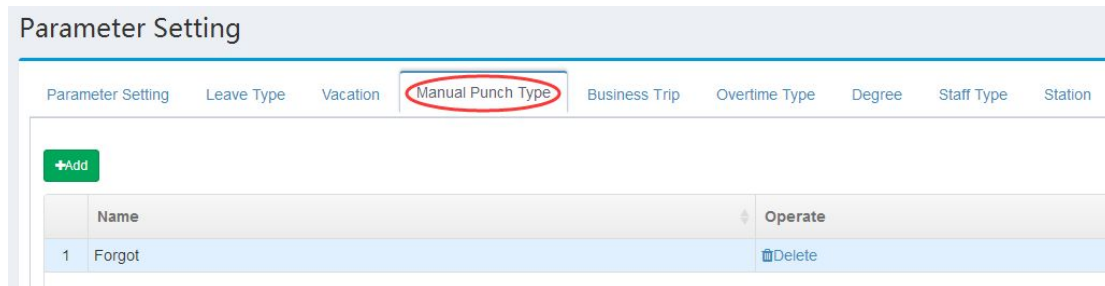 Parameter Setting
Parameter Setting Leave Type Vacation Manual Punch Type Business Trip Overtime Type Degree Staff Type Station
+Add
Name Operate
1 Forgot Delete